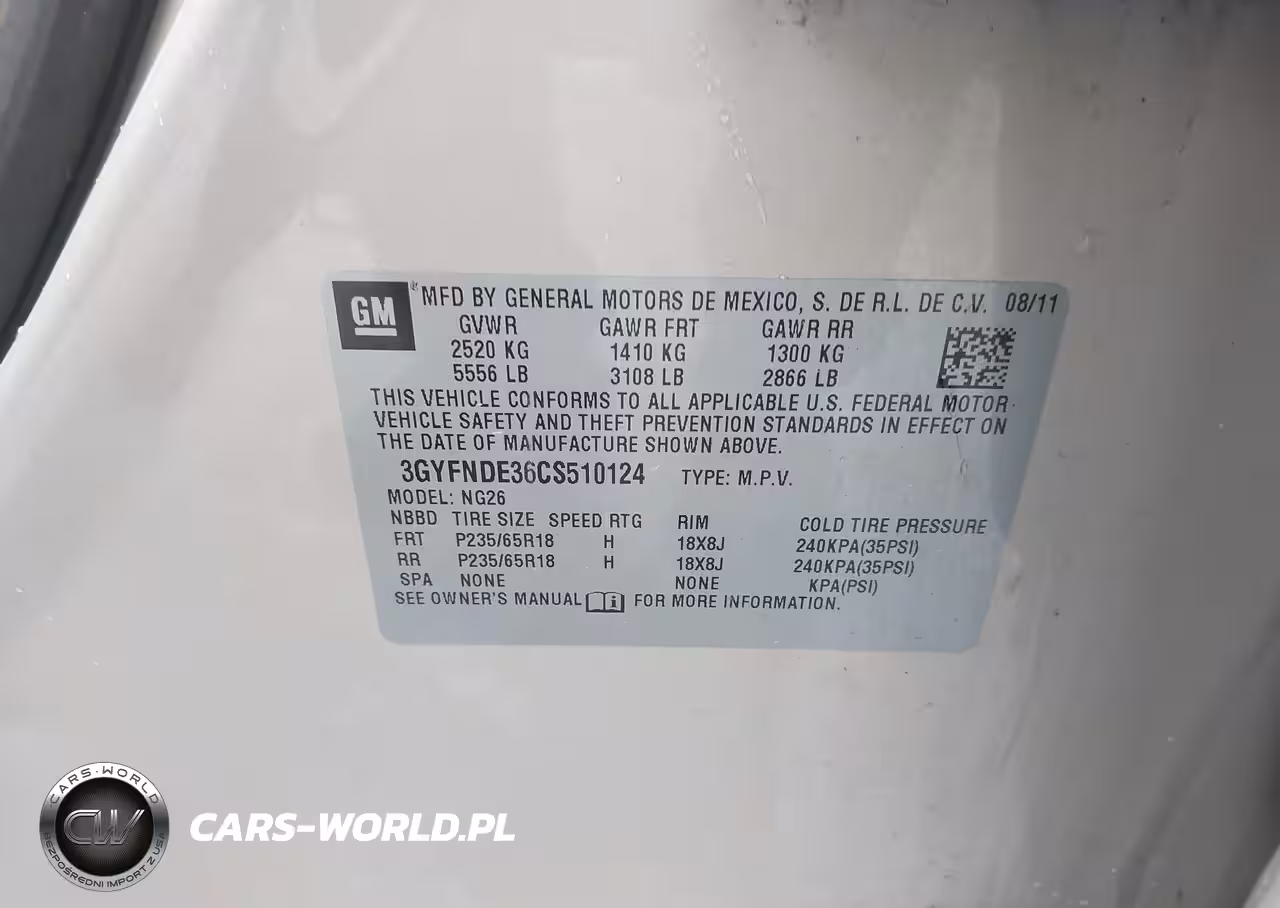 GM
MFD BY GENERAL MOTORS DE MEXICO, S. DE R.L. DE C.V. 08/11
GVWR GAWR FRT GAWR RR
2520 KG 1410 KG 1300 KG
5556 LB 3108 LB 2866 LB
THIS VEHICLE CONFORMS TO ALL APPLICABLE U.S. FEDERAL MOTOR
VEHICLE SAFETY AND THEFT PREVENTION STANDARDS IN EFFECT ON
THE DATE OF MANUFACTURE SHOWN ABOVE.
3GYFNDE36CS510124 TYPE: M.P.V.
MODEL: NG26
NBBD TIRE SIZE SPEED RTG RIM COLD TIRE PRESSURE
FRT P235/65R18 H 18X8J 240KPA(35PSI)
RR P235/65R18 H 18X8J 240KPA(35PSI)
SPA NONE NONE KPA(PSI)
SEE OWNER'S MANUAL FOR MORE INFORMATION.
CARS-WORLD
CW
BEZPOŚREDNI IMPORT Z USA
CARS-WORLD.PL